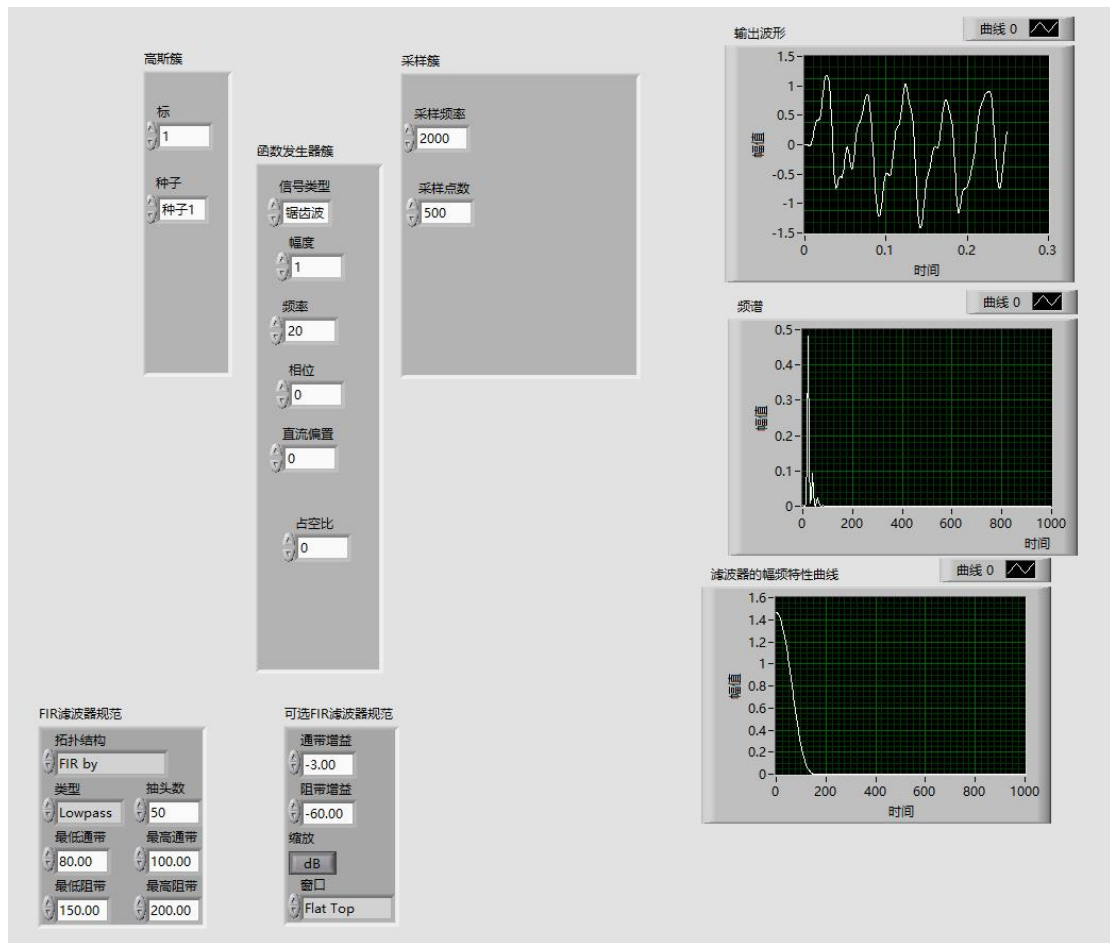 高斯簇
标
1
种子
种子1
函数发生器簇
信号类型
锯齿波
幅度
1
频率
20
相位
0
直流偏置
0
占空比
0
采样簇
采样频率
2000
采样点数
500
输出波形
曲线 0
幅值
1.5
1
0.5
0
-0.5
-1
-1.5
0 0.1 0.2 0.3
时间
频谱
曲线 0
幅值
0.5
0.4
0.3
0.2
0.1
0
0 200 400 600 800 1000
时间
滤波器的幅频特性曲线
曲线 0
幅值
1.6
1.4
1.2
1
0.8
0.6
0.4
0.2
0
0 200 400 600 800 1000
时间
FIR滤波器规范
拓扑结构
FIR by
类型 抽头数
Lowpass 50
最低通带 最高通带
80.00 100.00
最低阻带 最高阻带
150.00 200.00
可选FIR滤波器规范
通带增益
-3.00
阻带增益
-60.00
缩放
dB
窗口
Flat Top